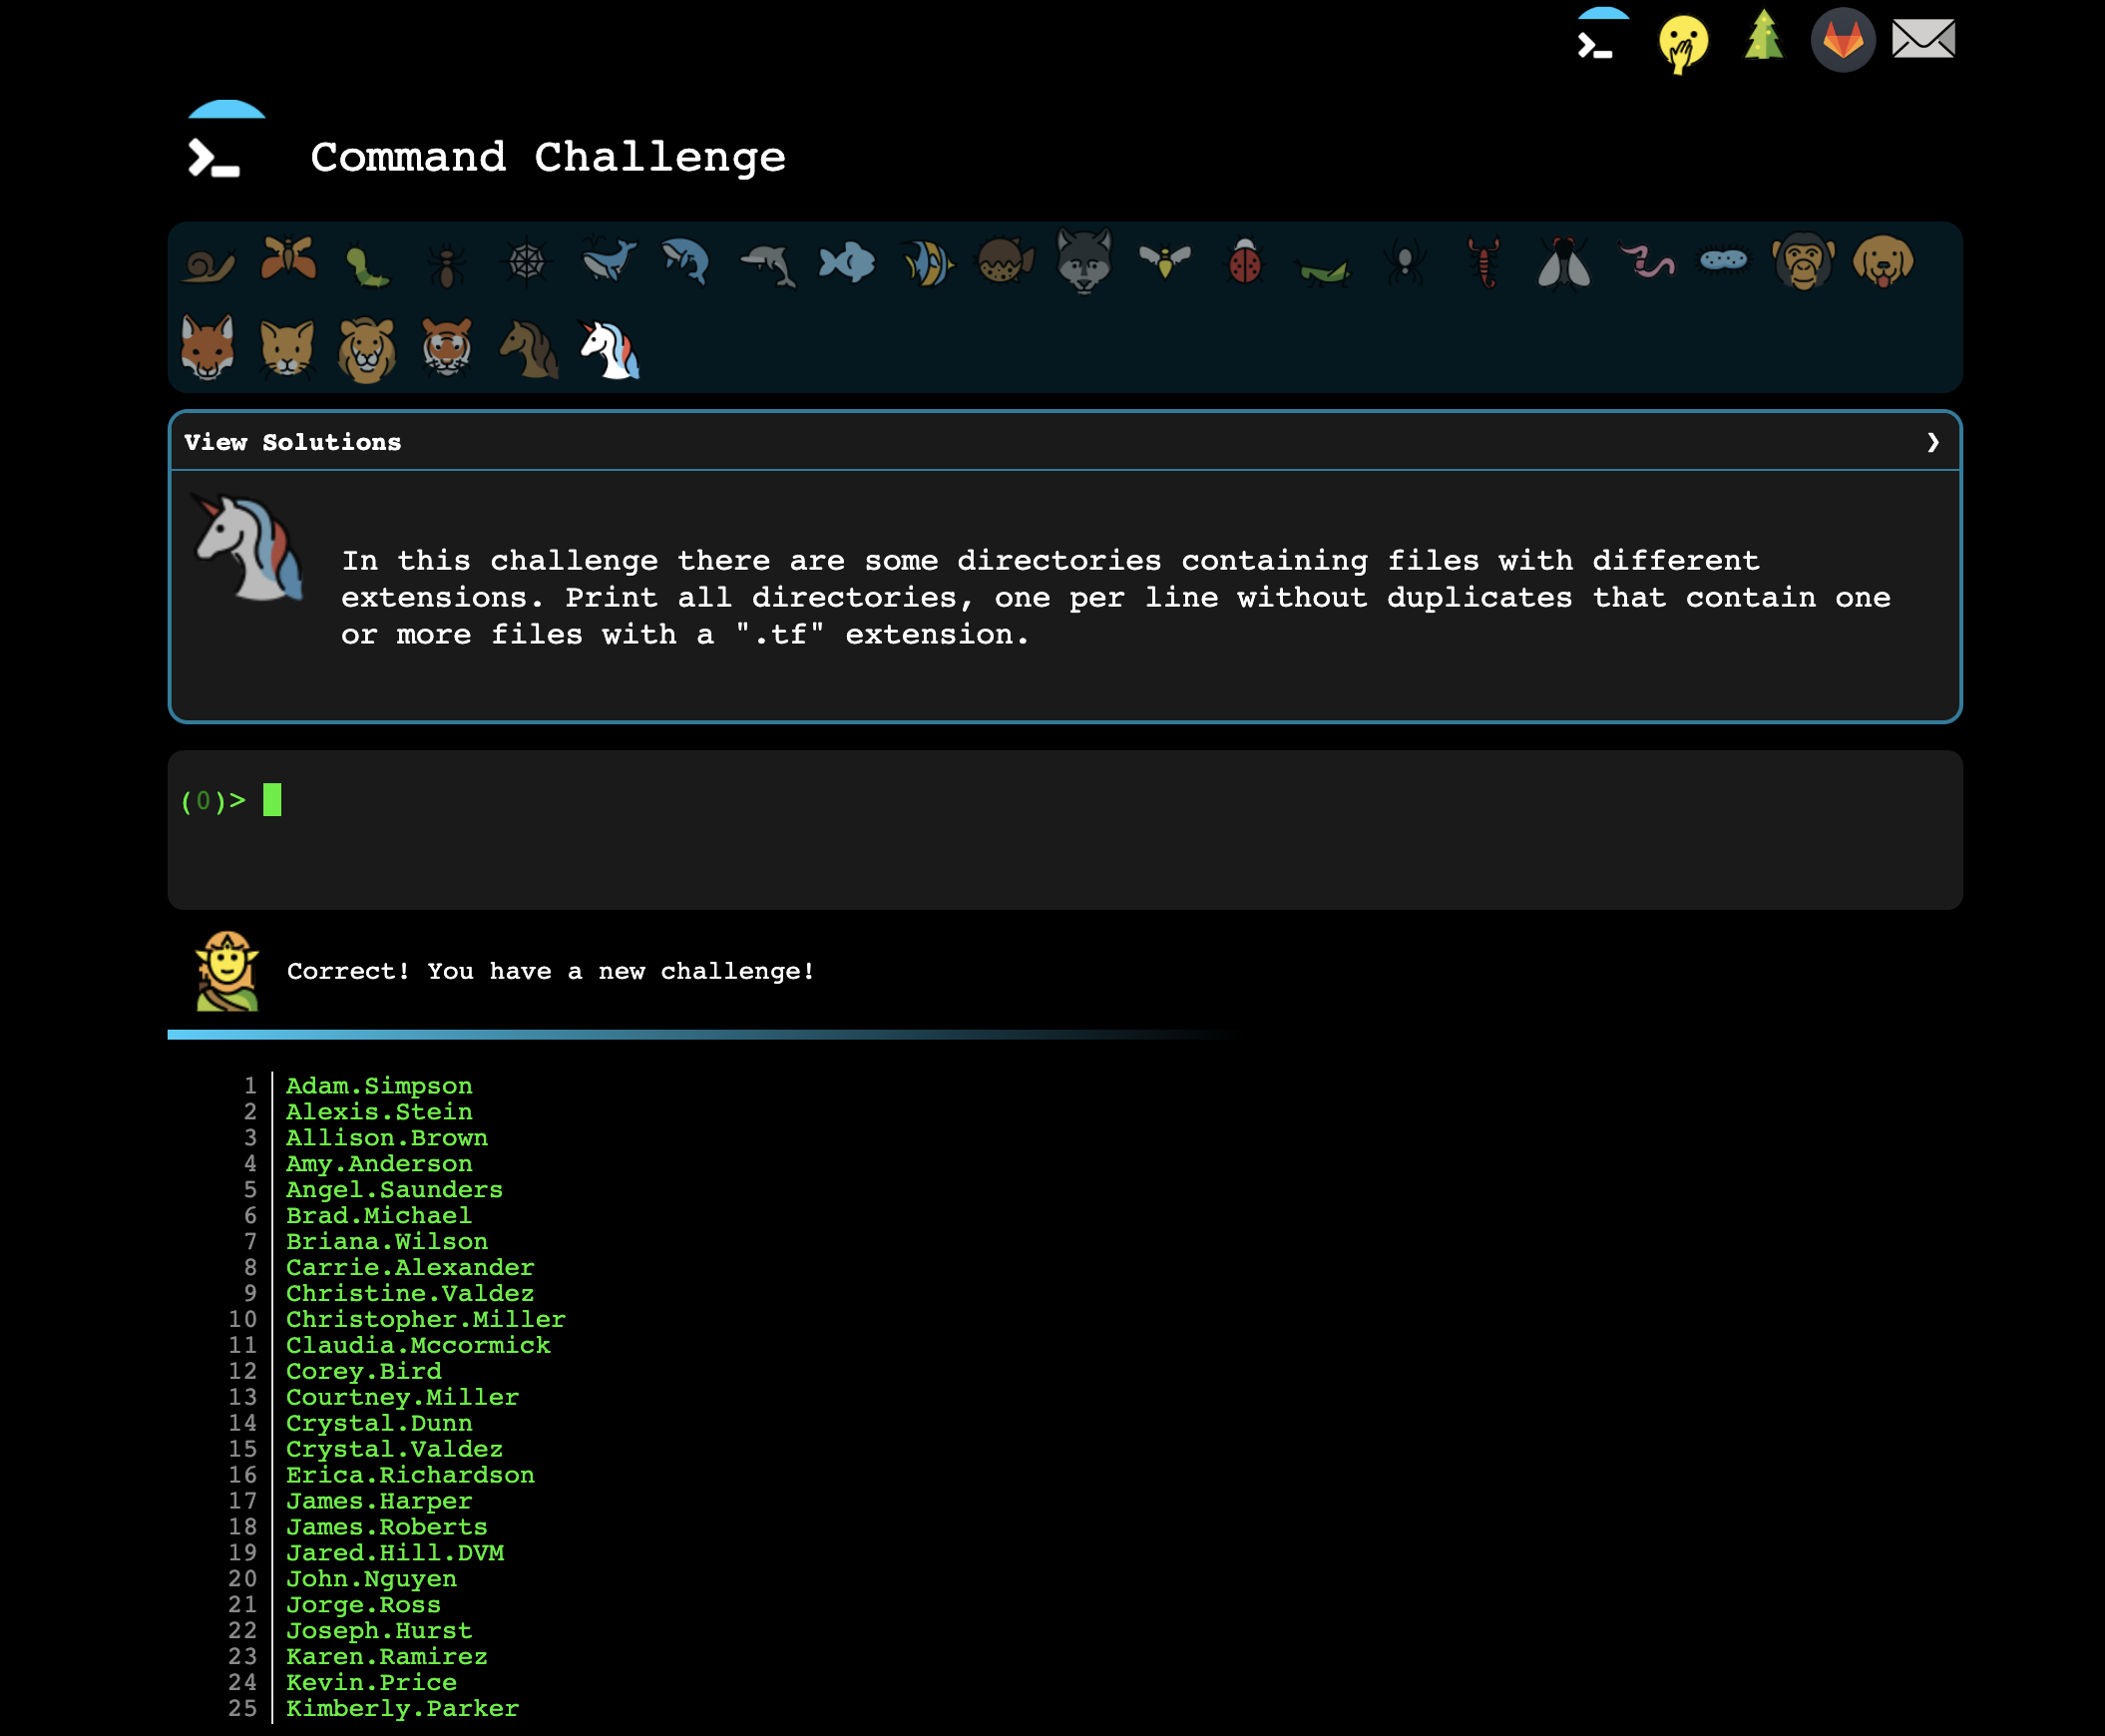 Command Challenge
View Solutions ❯
In this challenge there are some directories containing files with different
extensions. Print all directories, one per line without duplicates that contain one
or more files with a ".tf" extension.
(0)>
Correct! You have a new challenge!
1 Adam.Simpson
2 Alexis.Stein
3 Allison.Brown
4 Amy.Anderson
5 Angel.Saunders
6 Brad.Michael
7 Briana.Wilson
8 Carrie.Alexander
9 Christine.Valdez
10 Christopher.Miller
11 Claudia.Mccormick
12 Corey.Bird
13 Courtney.Miller
14 Crystal.Dunn
15 Crystal.Valdez
16 Erica.Richardson
17 James.Harper
18 James.Roberts
19 Jared.Hill.DVM
20 John.Nguyen
21 Jorge.Ross
22 Joseph.Hurst
23 Karen.Ramirez
24 Kevin.Price
25 Kimberly.Parker